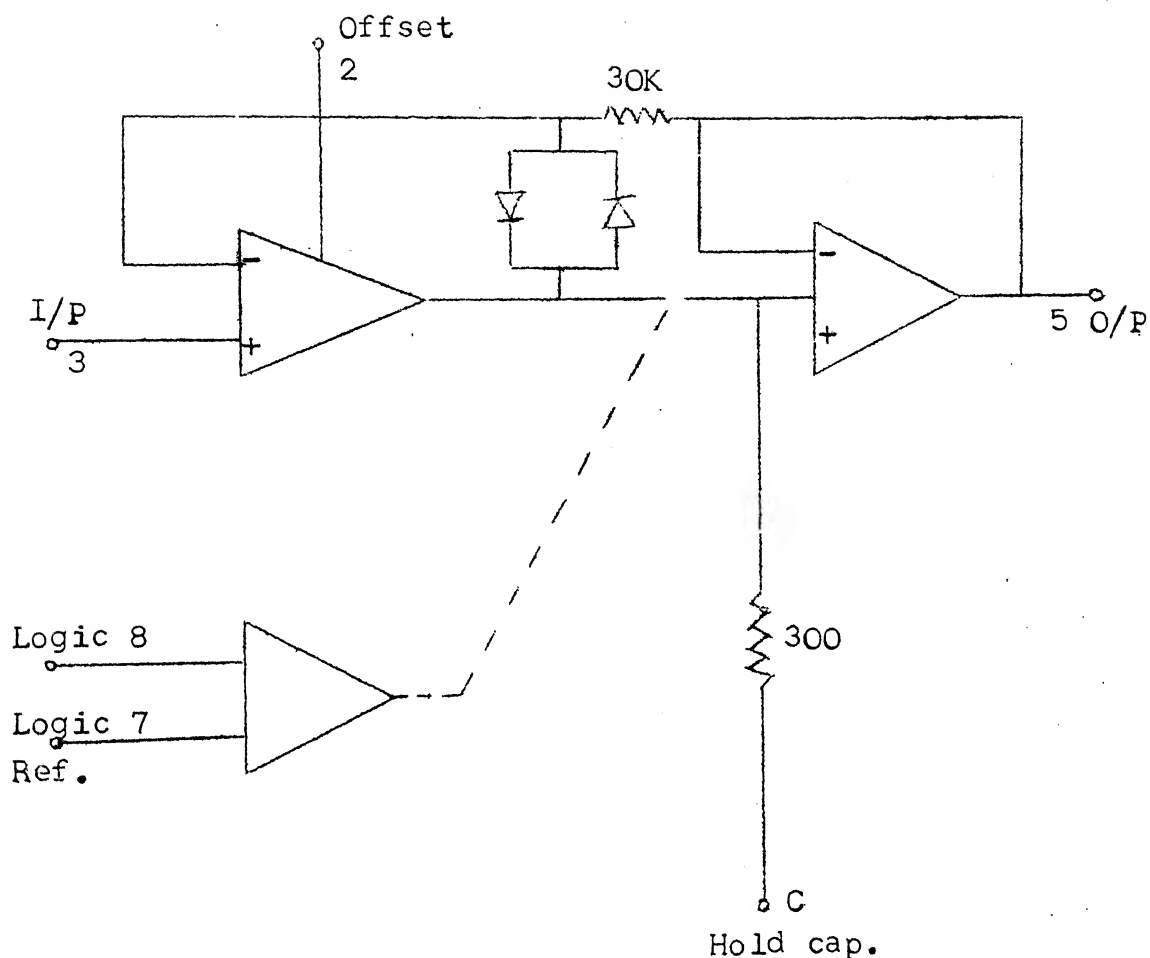 Offset
2
30K
-
-
I/P
3
+
+
5 O/P
300
Logic 8
Logic 7
Ref.
C
Hold cap.